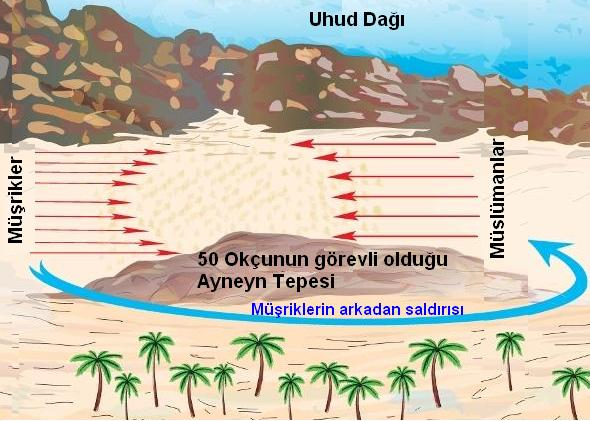 Uhud Dağı
Müşrikler
Müslümanlar
50 Okçunun görevli olduğu
Ayneyn Tepesi
Müşriklerin arkadan saldırısı